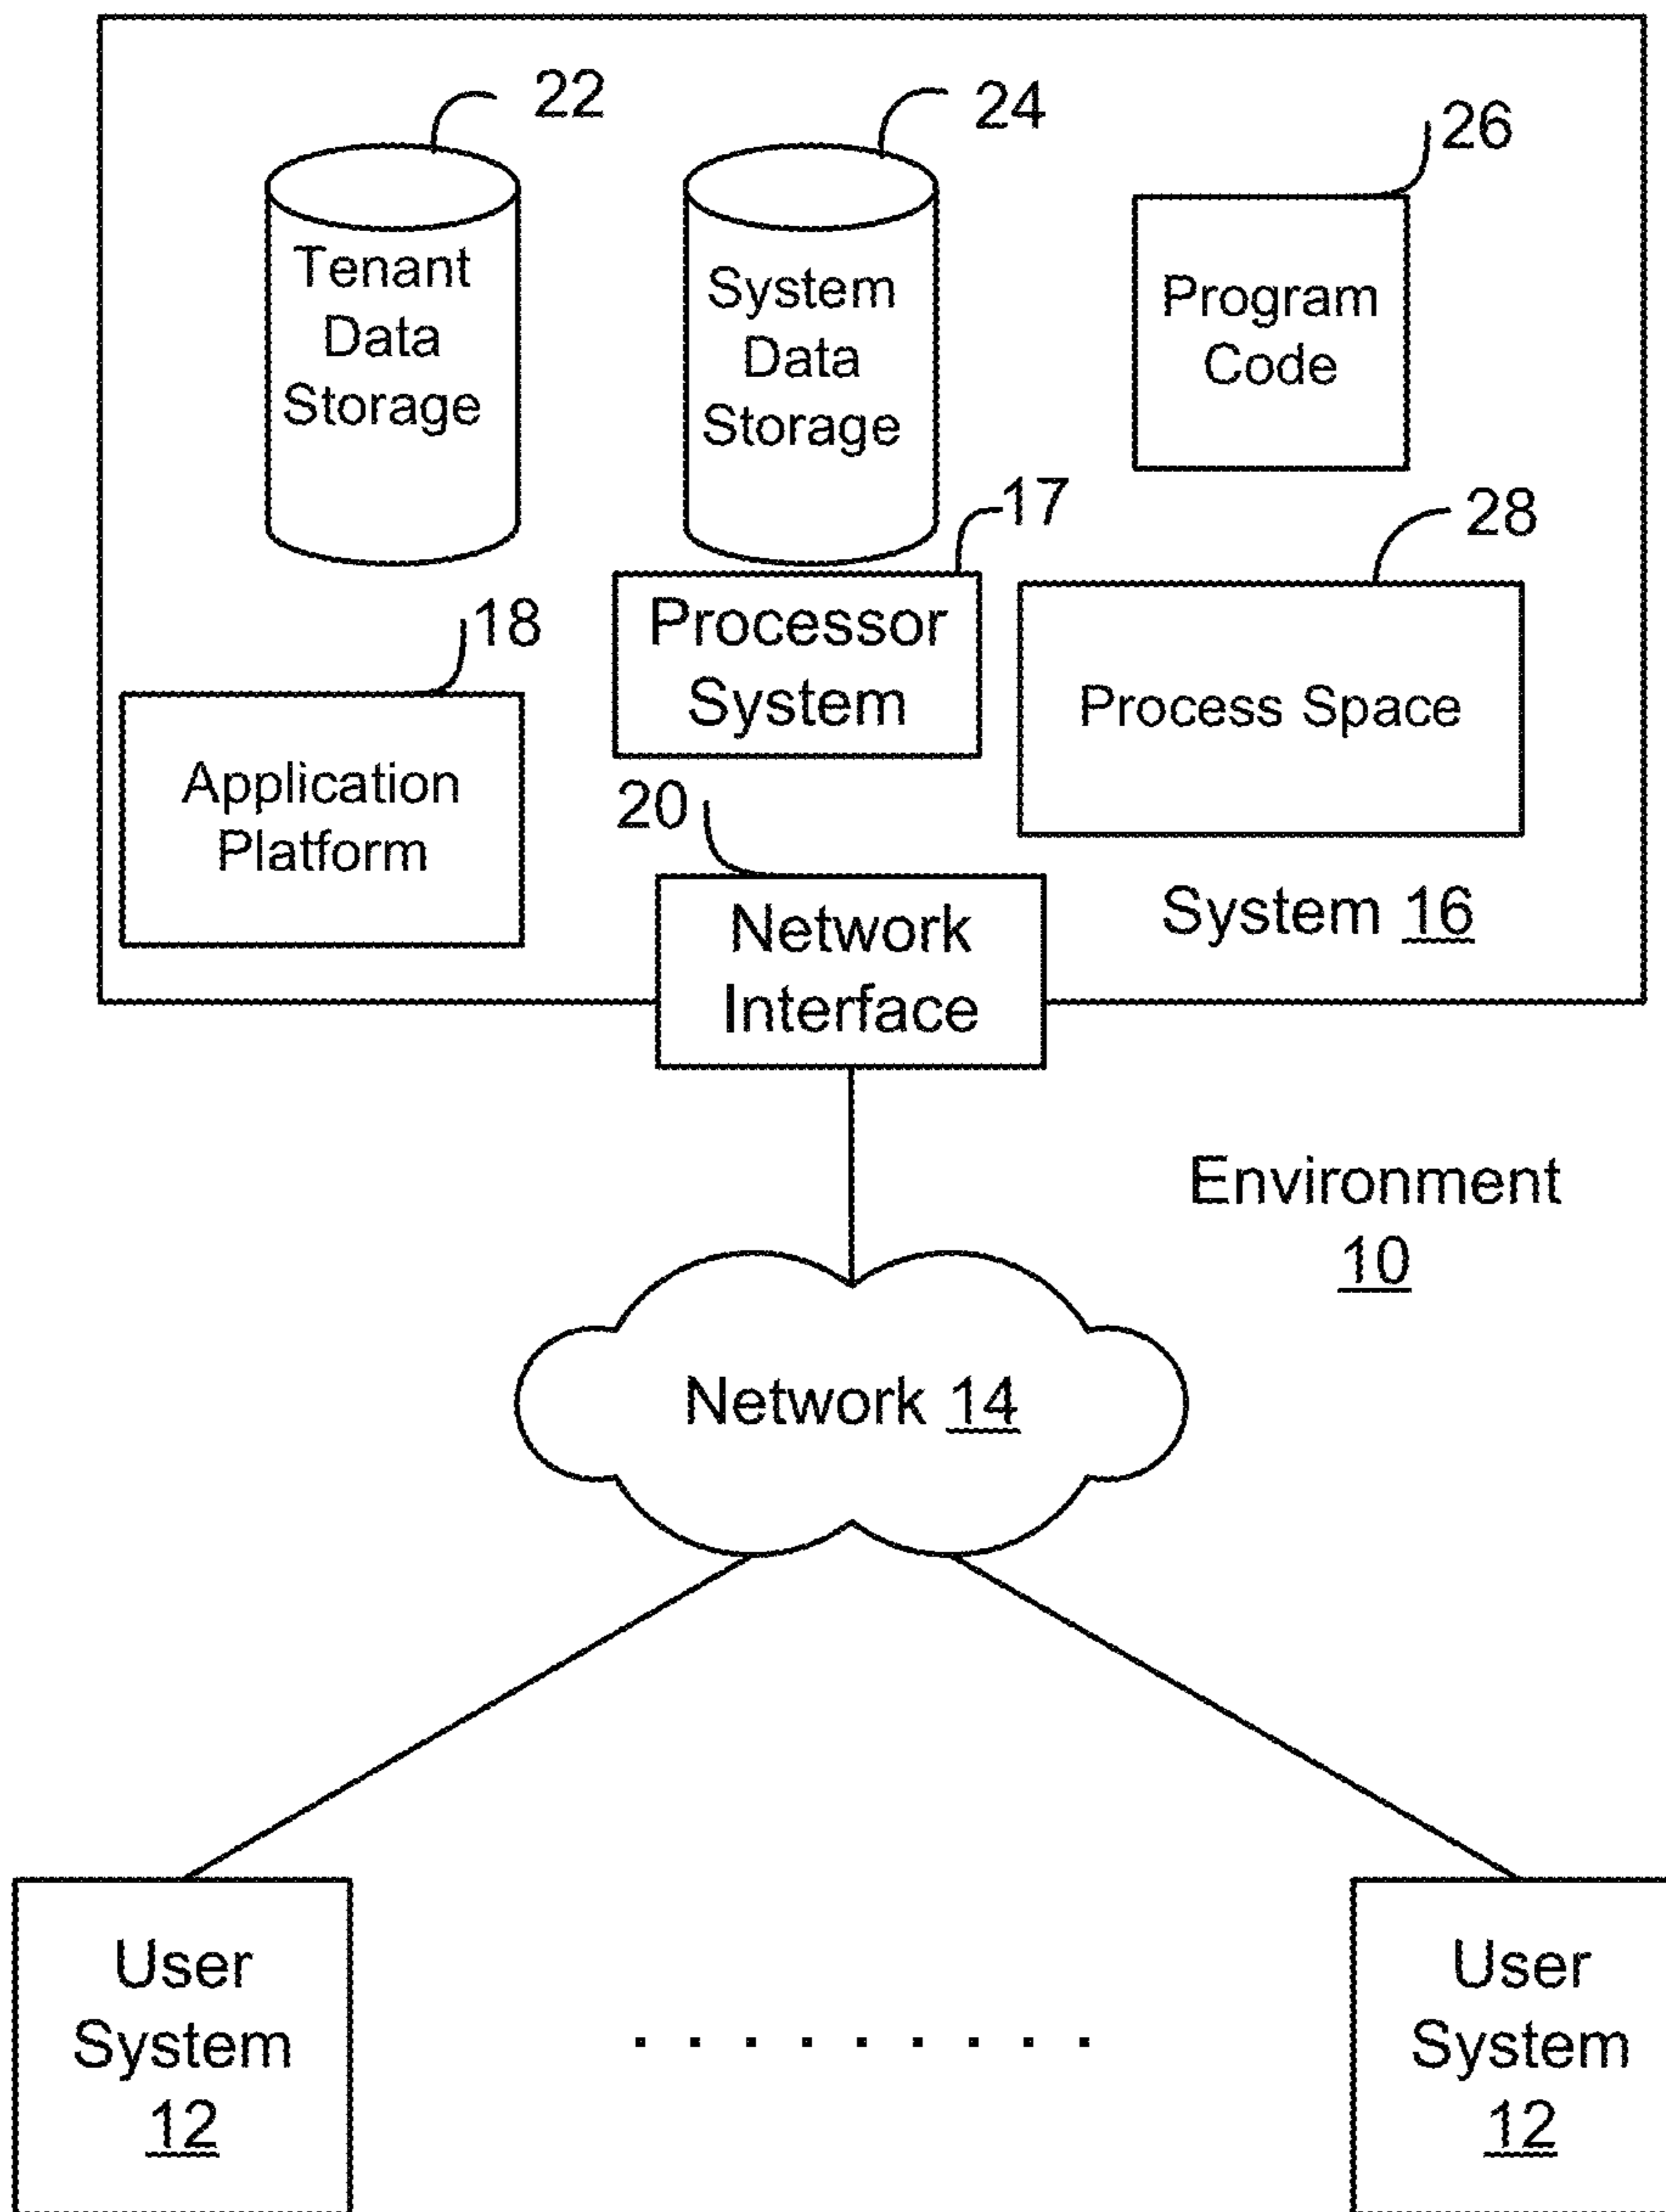 22
24
26
Tenant
Data
Storage
System
Data
Storage
Program
Code
17
28
18
Processor
System
Process Space
Application
Platform
20
Network
Interface
System 16
Environment
10
Network 14
User
System
12
. . . . . . . . .
User
System
12